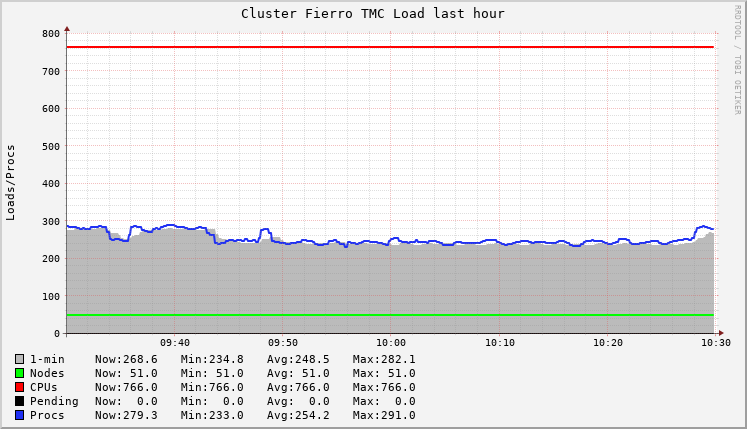 Cluster Fierro TMC Load last hour
RRDTOOL / TOBI OETIKER
Loads/Procs
800
700
600
500
400
300
200
100
0
09:40 09:50 10:00 10:10 10:20 10:30
1-min Now:268.6 Min:234.8 Avg:248.5 Max:282.1
Nodes Now: 51.0 Min: 51.0 Avg: 51.0 Max: 51.0
CPUs Now:766.0 Min:766.0 Avg:766.0 Max:766.0
Pending Now: 0.0 Min: 0.0 Avg: 0.0 Max: 0.0
Procs Now:279.3 Min:233.0 Avg:254.2 Max:291.0